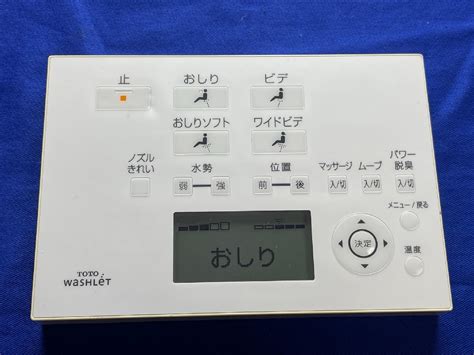 止 おしり ビデ
おしりソフト ワイドビデ
ノズル
きれい
水勢 位置 マッサージ ムーブ
パワー
脱臭
弱 強 前 後 入/切 入/切 入/切
メニュー/戻る
決定
温度
おしり
TOTO
WASHLET